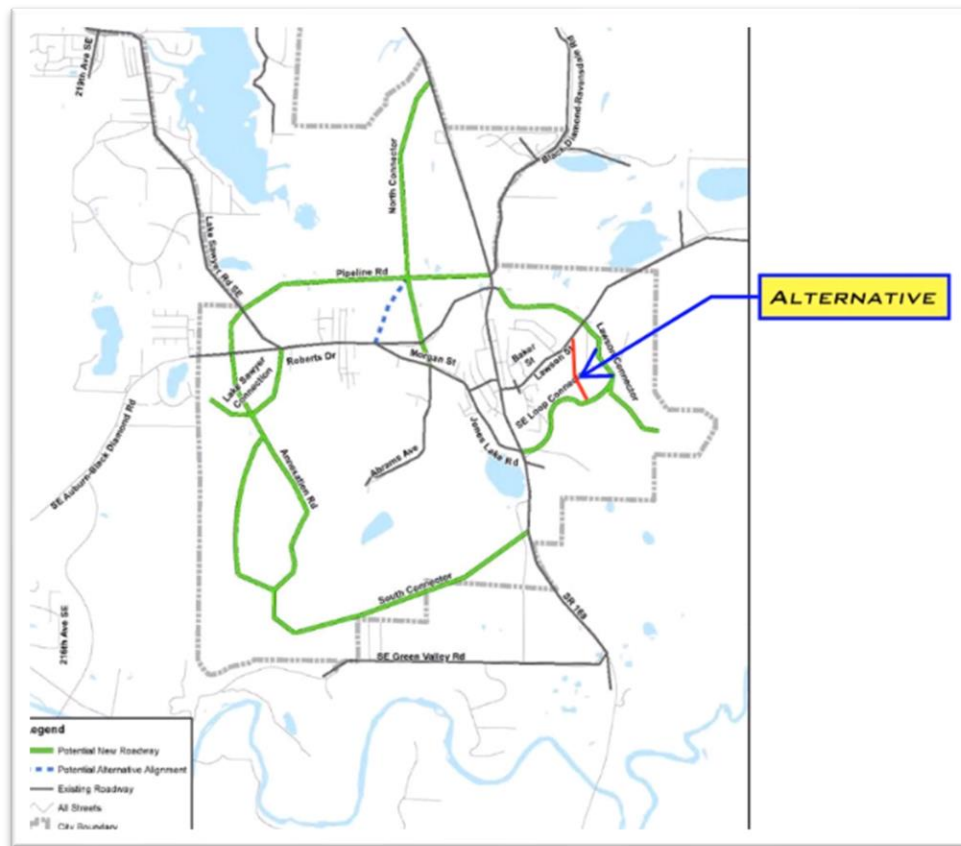 219th Ave SE
Black Diamond-Ravensdale Rd
North Connector
Lake Sawyer Rd SE
Pipeline Rd
ALTERNATIVE
Lawson Connector
Baker
St
Lawson St
Morgan St
Roberts Dr
Lake Sawyer
Connection
SE Loop Connec
SE Auburn-Black Diamond Rd
Jones Lake Rd
Abrams Ave
Annexation Rd
South Connector
SR 169
216th Ave SE
SE Green Valley Rd
egend
Potential New Roadway
Potential Alternative Alignment
Existing Roadway
All Streets
City Boundary